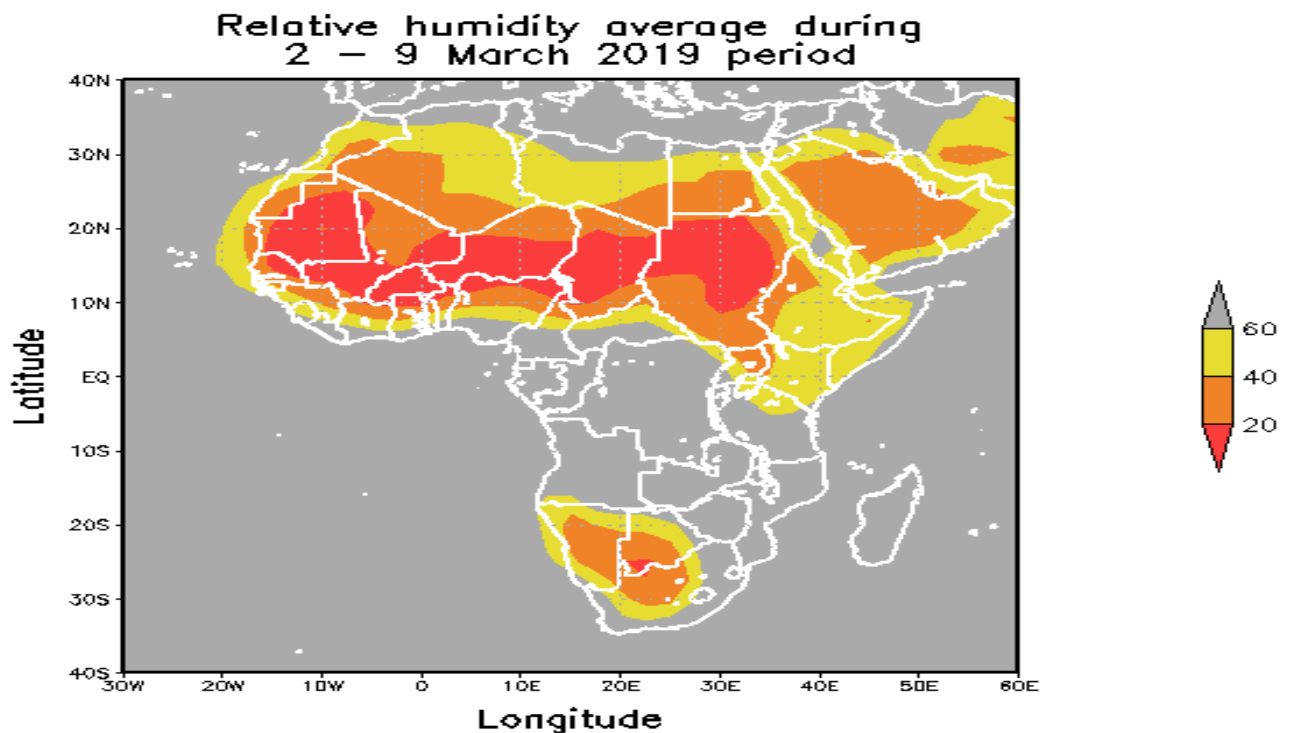 Relative humidity average during
2 – 9 March 2019 period
40N
30N
20N
10N
EQ
10S
20S
30S
40S
Latitude
30W 20W 10W 0 10E 20E 30E 40E 50E 60E
Longitude
60
40
20